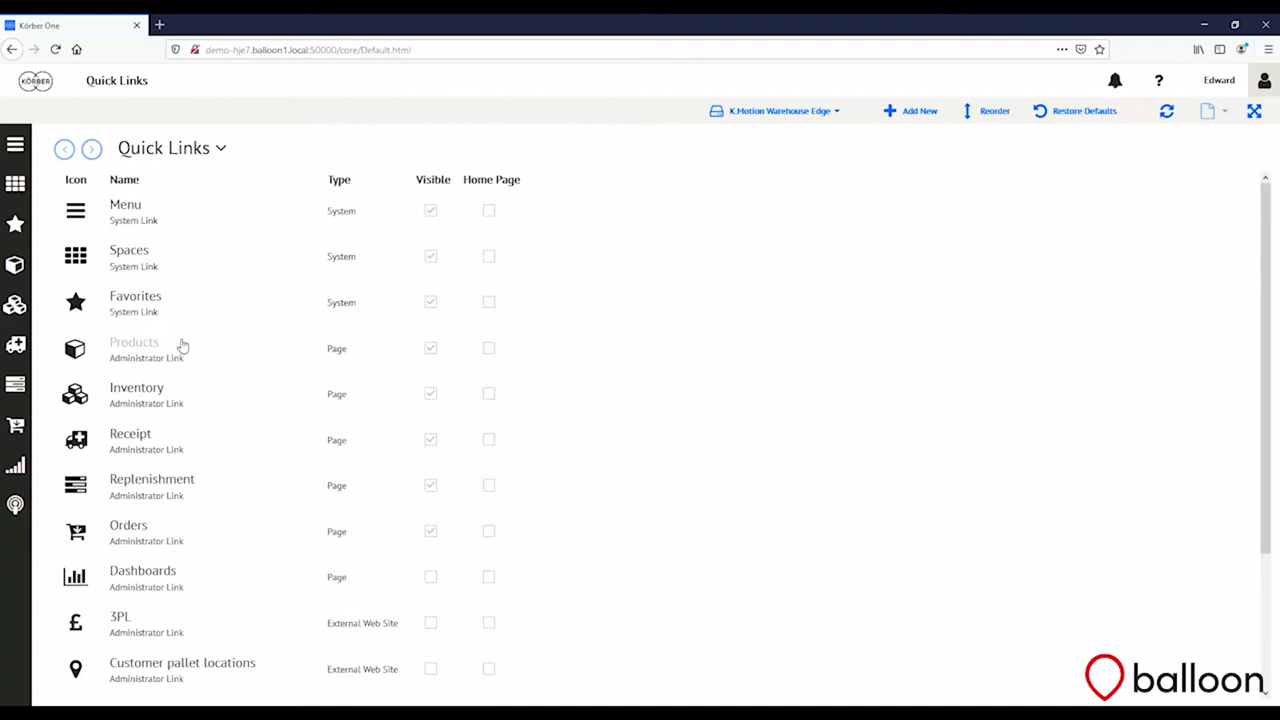 Körber One
demo-hje7.balloon1.local:50000/core/Default.html
KÖRBER
Quick Links
Edward
K.Motion Warehouse Edge
Add New
Reorder
Restore Defaults
Quick Links
Icon Name Type Visible Home Page
Menu
System Link
System
Spaces
System Link
System
Favorites
System Link
System
Products
Administrator Link
Page
Inventory
Administrator Link
Page
Receipt
Administrator Link
Page
Replenishment
Administrator Link
Page
Orders
Administrator Link
Page
Dashboards
Administrator Link
Page
3PL
Administrator Link
External Web Site
Customer pallet locations
Administrator Link
External Web Site
balloon